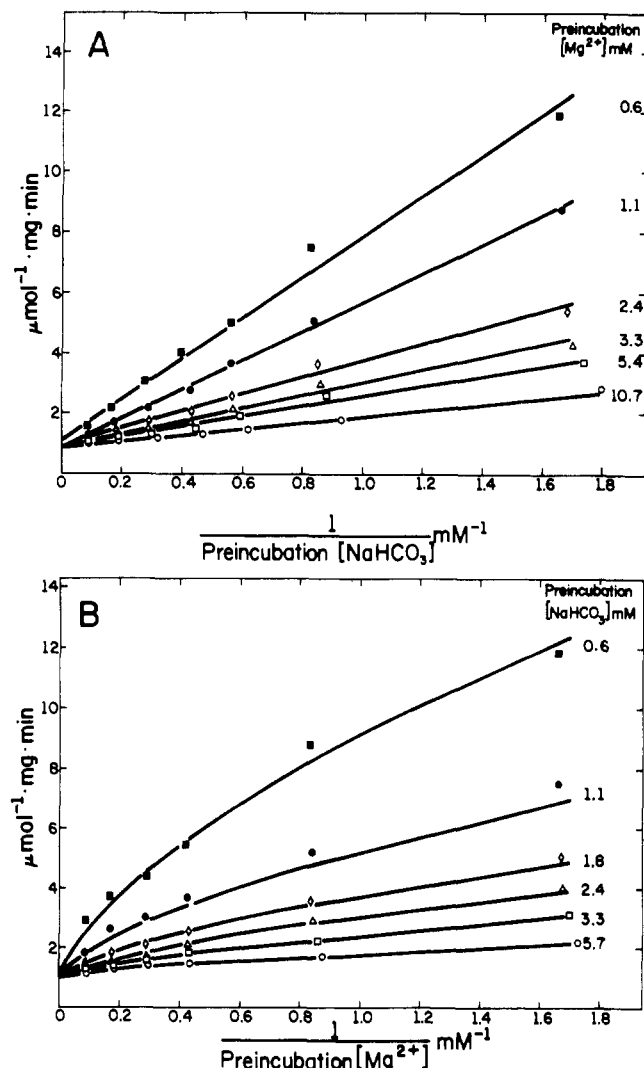 A
Preincubation
[Mg²⁺]mM
14
12
10
8
6
4
2
μmol⁻¹·mg·min
0.6
1.1
2.4
3.3
5.4
10.7
0 0.2 0.4 0.6 0.8 1.0 1.2 1.4 1.6 1.8
1
Preincubation [NaHCO₃] mM⁻¹
B
Preincubation
[NaHCO₃]mM
14
12
10
8
6
4
2
μmol⁻¹·mg·min
0.6
1.1
1.8
2.4
3.3
5.7
0 0.2 0.4 0.6 0.8 1.0 1.2 1.4 1.6 1.8
1
Preincubation [Mg²⁺] mM⁻¹